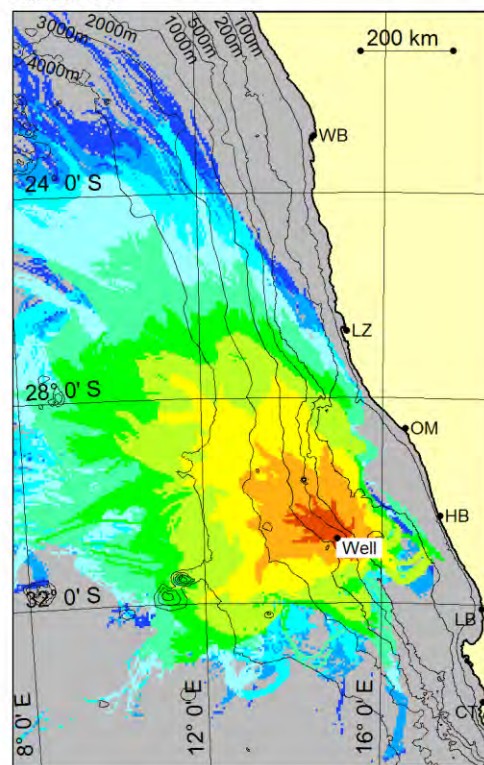 3000m
2000m
1000m
500m
200m
100m
4000m
200 km
WB
24° 0' S
LZ
28° 0' S
OM
HB
Well
32° 0' S
LB
8° 0' E
12° 0' E
16° 0' E
CT